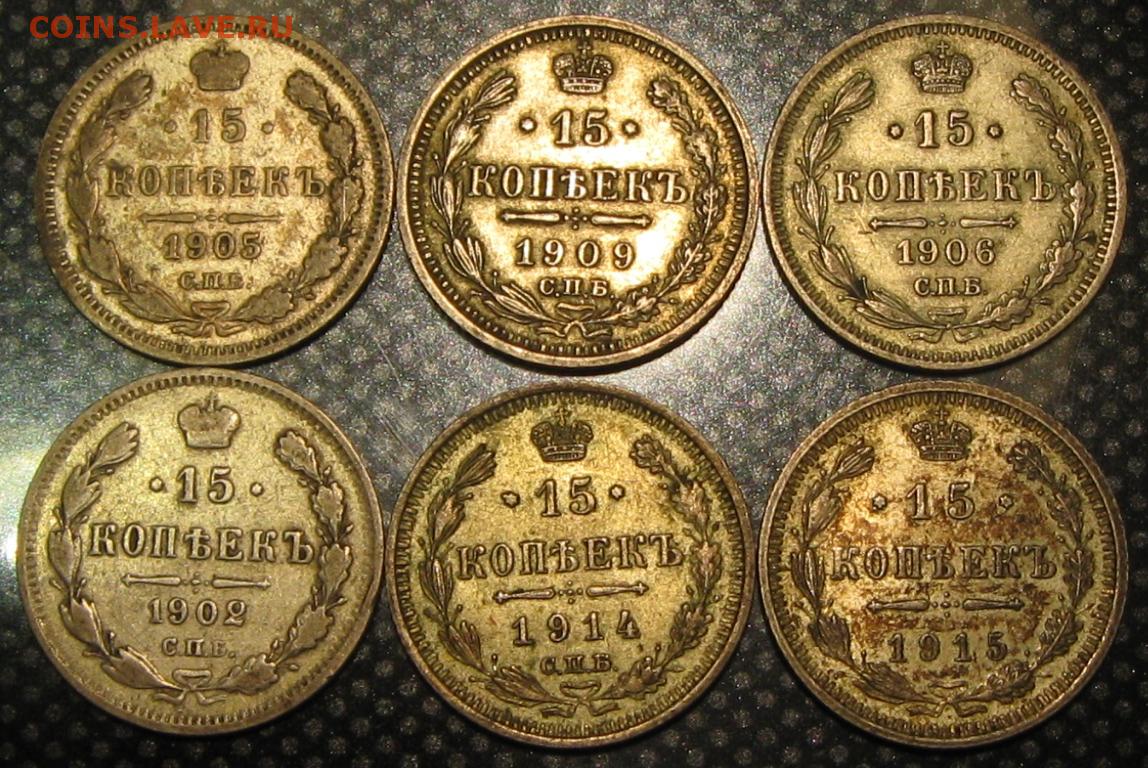 COINS.LAVE.RU
15
КОПѢЕКЪ
1905
С.П.Б.
15
КОПѢЕКЪ
1909
С.П.Б.
15
КОПѢЕКЪ
1906
С.П.Б.
15
КОПѢЕКЪ
1902
С.П.Б.
15
КОПѢЕКЪ
1914
С.П.Б.
15
КОПѢЕКЪ
1915